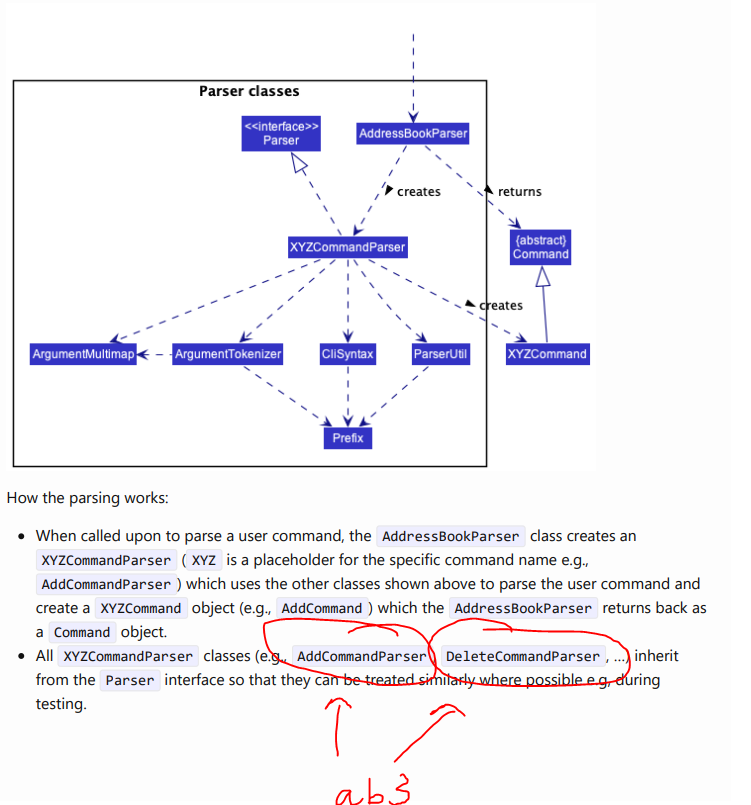 Parser classes
<<interface>>
Parser
AddressBookParser
creates
returns
XYZCommandParser
{abstract}
Command
creates
ArgumentMultimap
ArgumentTokenizer
CliSyntax
ParserUtil
XYZCommand
Prefix
How the parsing works:
When called upon to parse a user command, the AddressBookParser class creates an
XYZCommandParser ( XYZ is a placeholder for the specific command name e.g.,
AddCommandParser ) which uses the other classes shown above to parse the user command and
create a XYZCommand object (e.g., AddCommand ) which the AddressBookParser returns back as
a Command object.
All XYZCommandParser classes (e.g., AddCommandParser DeleteCommandParser , ...) inherit
from the Parser interface so that they can be treated similarly where possible e.g, during
testing.
ab3